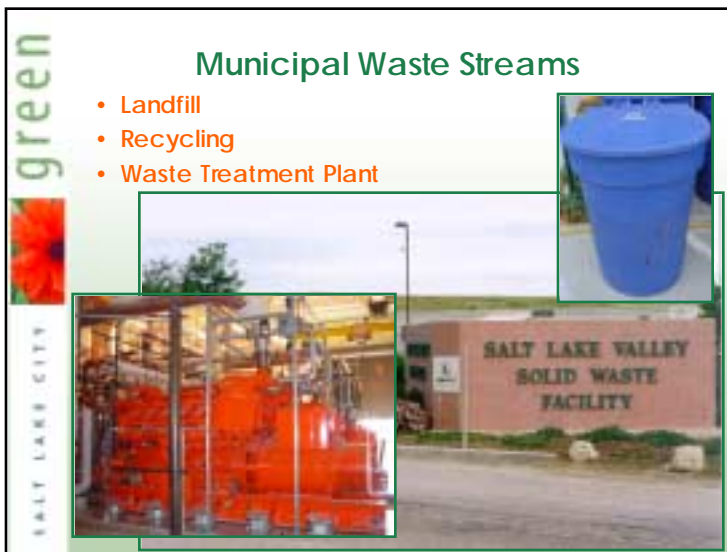 green
SALT LAKE CITY
Municipal Waste Streams
• Landfill
• Recycling
• Waste Treatment Plant
SALT LAKE VALLEY
SOLID WASTE
FACILITY